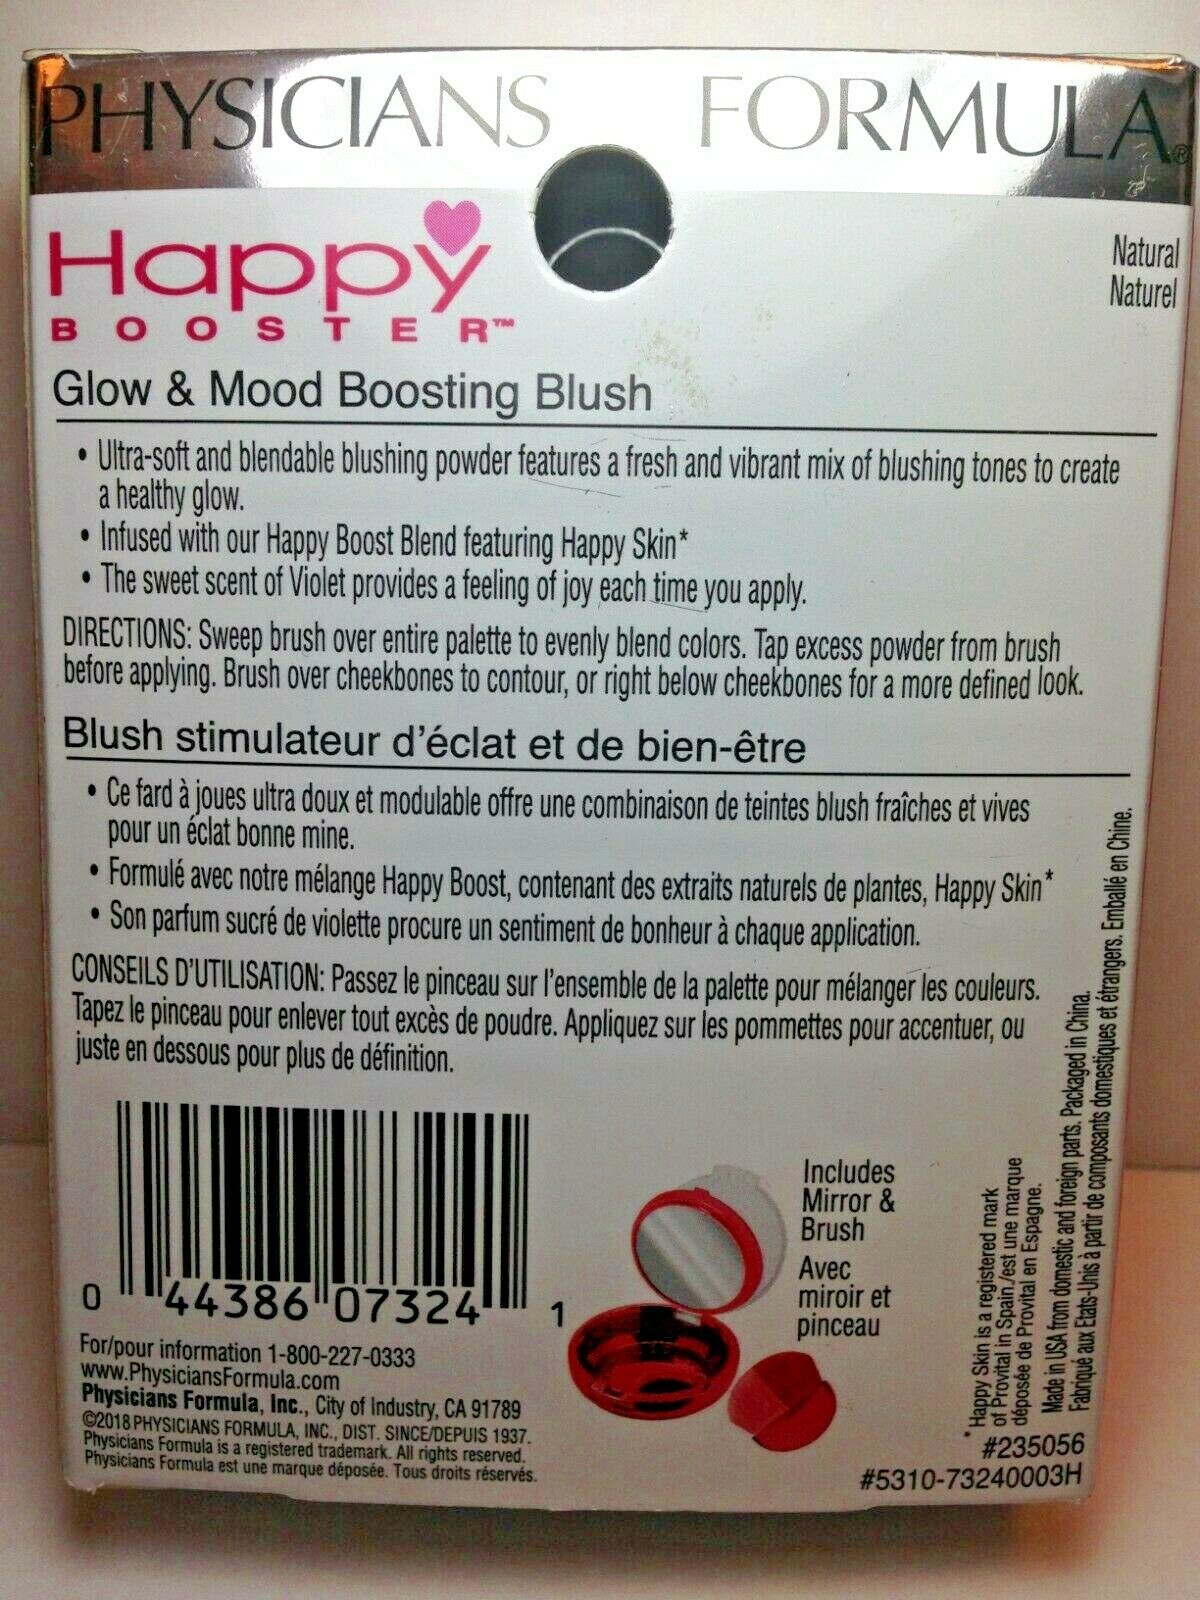 PHYSICIANS FORMULA®
Happy
BOOSTER™
Natural
Naturel
Glow & Mood Boosting Blush
• Ultra-soft and blendable blushing powder features a fresh and vibrant mix of blushing tones to create
a healthy glow.
• Infused with our Happy Boost Blend featuring Happy Skin*
• The sweet scent of Violet provides a feeling of joy each time you apply.
DIRECTIONS: Sweep brush over entire palette to evenly blend colors. Tap excess powder from brush
before applying. Brush over cheekbones to contour, or right below cheekbones for a more defined look.
Blush stimulateur d'éclat et de bien-être
• Ce fard à joues ultra doux et modulable offre une combinaison de teintes blush fraîches et vives
pour un éclat bonne mine.
• Formulé avec notre mélange Happy Boost, contenant des extraits naturels de plantes, Happy Skin*
• Son parfum sucré de violette procure un sentiment de bonheur à chaque application.
CONSEILS D'UTILISATION: Passez le pinceau sur l'ensemble de la palette pour mélanger les couleurs.
Tapez le pinceau pour enlever tout excès de poudre. Appliquez sur les pommettes pour accentuer, ou
juste en dessous pour plus de définition.
0 44386 07324 1
For/pour information 1-800-227-0333
www.PhysiciansFormula.com
Physicians Formula, Inc., City of Industry, CA 91789
©2018 PHYSICIANS FORMULA, INC., DIST. SINCE/DEPUIS 1937.
Physicians Formula is a registered trademark. All rights reserved.
Physicians Formula est une marque déposée. Tous droits réservés.
Includes
Mirror &
Brush
Avec
miroir et
pinceau
* Happy Skin is a registered mark
of Provital in Spain./est une marque
déposée de Provital en Espagne.
Made in USA from domestic and foreign parts. Packaged in China.
Fabriqué aux Etats-Unis à partir de composants domestiques et étrangers. Emballé en Chine.
#235056
#5310-73240003H